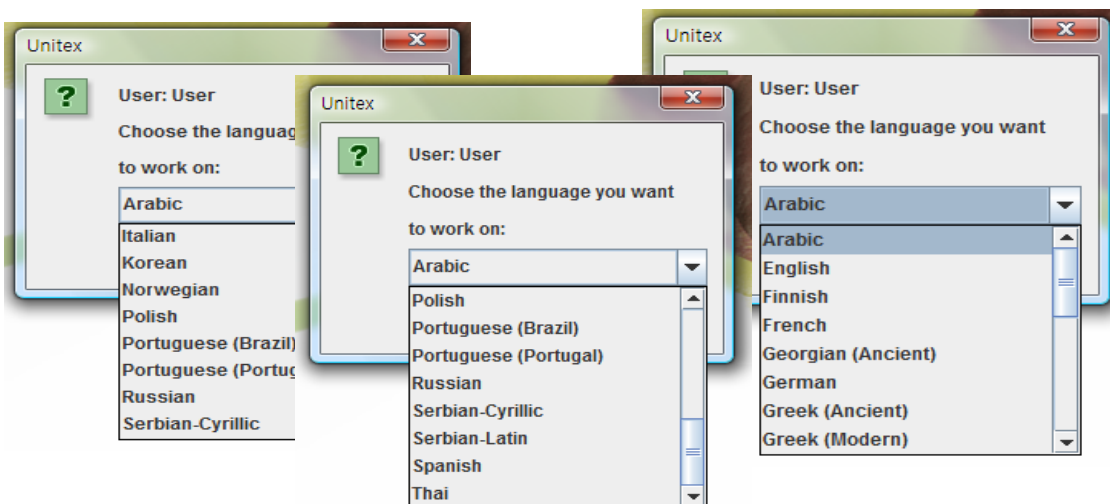 Unitex
User: User
Choose the languag
to work on:
Arabic
Italian
Korean
Norwegian
Polish
Portuguese (Brazil)
Portuguese (Portug
Russian
Serbian-Cyrillic
Unitex
?
User: User
Choose the language you want
to work on:
Arabic
Polish
Portuguese (Brazil)
Portuguese (Portugal)
Russian
Serbian-Cyrillic
Serbian-Latin
Spanish
Thai
Unitex
User: User
Choose the language you want
to work on:
Arabic
Arabic
English
Finnish
French
Georgian (Ancient)
German
Greek (Ancient)
Greek (Modern)